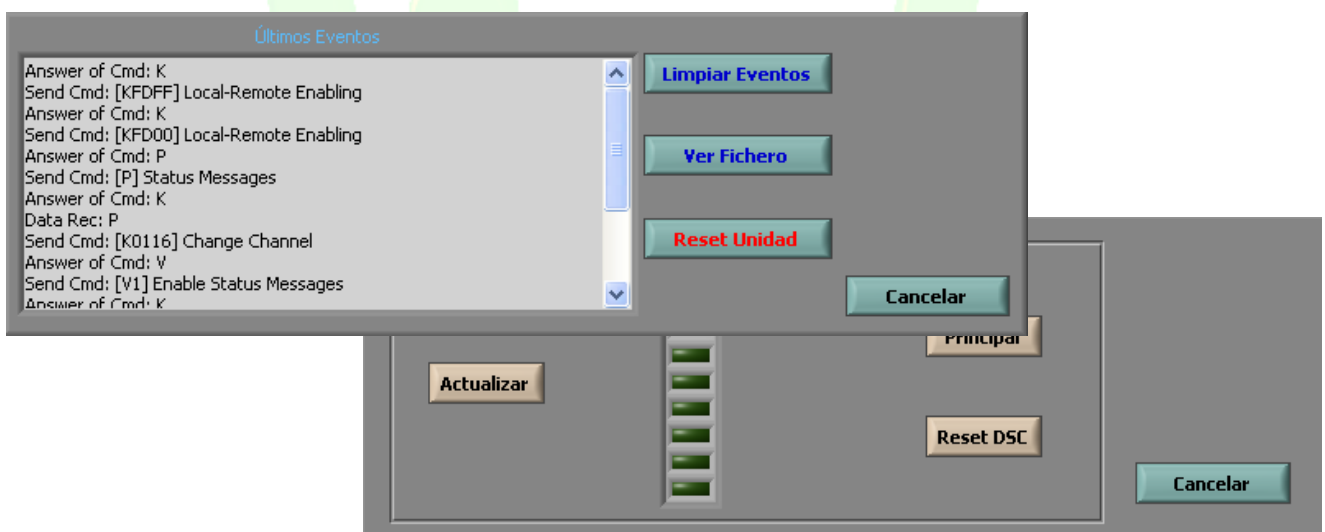 Últimos Eventos
Answer of Cmd: K
Send Cmd: [KFDFF] Local-Remote Enabling
Answer of Cmd: K
Send Cmd: [KFD00] Local-Remote Enabling
Answer of Cmd: P
Send Cmd: [P] Status Messages
Answer of Cmd: K
Data Rec: P
Send Cmd: [K0116] Change Channel
Answer of Cmd: V
Send Cmd: [V1] Enable Status Messages
Answer of Cmd: K
Limpiar Eventos
Ver Fichero
Reset Unidad
Cancelar
Principal
Actualizar
Reset DSC
Cancelar